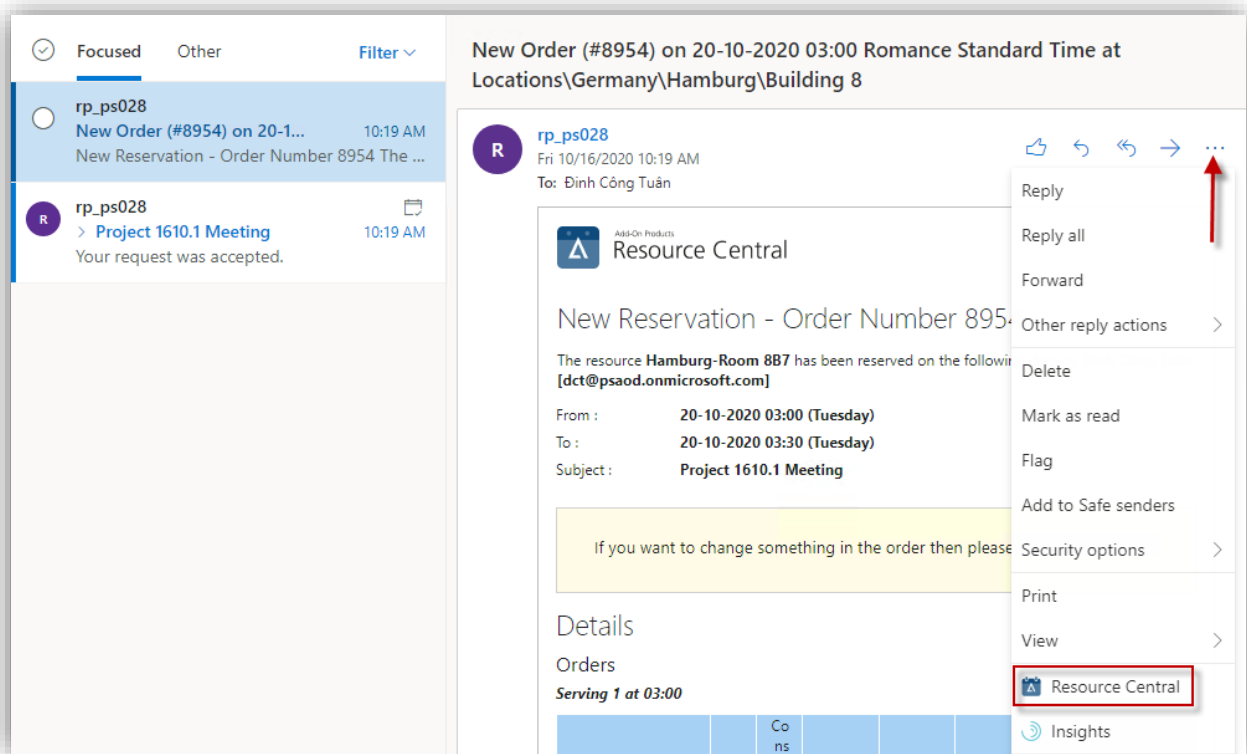 Focused Other Filter
rp_ps028
New Order (#8954) on 20-1... 10:19 AM
New Reservation - Order Number 8954 The ...
R
rp_ps028
Project 1610.1 Meeting 10:19 AM
Your request was accepted.
New Order (#8954) on 20-10-2020 03:00 Romance Standard Time at
Locations\Germany\Hamburg\Building 8
R
rp_ps028
Fri 10/16/2020 10:19 AM
To: Đinh Công Tuân
Add-On Products
Resource Central
New Reservation - Order Number 895
The resource Hamburg-Room 8B7 has been reserved on the
[dct@psaod.onmicrosoft.com]
From : 20-10-2020 03:00 (Tuesday)
To : 20-10-2020 03:30 (Tuesday)
Subject : Project 1610.1 Meeting
If you want to change something in the order then please
Details
Orders
Serving 1 at 03:00
Co
ns
Reply
Reply all
Forward
Other reply actions
Delete
Mark as read
Flag
Add to Safe senders
Security options
Print
View
Resource Central
Insights